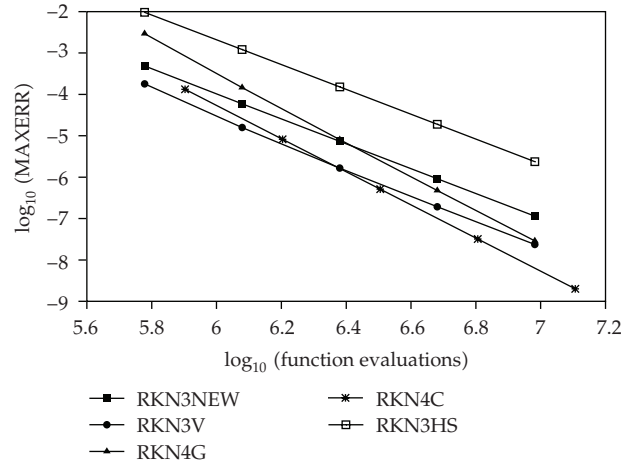 −2
−3
−4
−5
−6
−7
−8
−9
log10 (MAXERR)
5.6 5.8 6 6.2 6.4 6.6 6.8 7 7.2
log10 (function evaluations)
RKN3NEW RKN4C
RKN3V RKN3HS
RKN4G